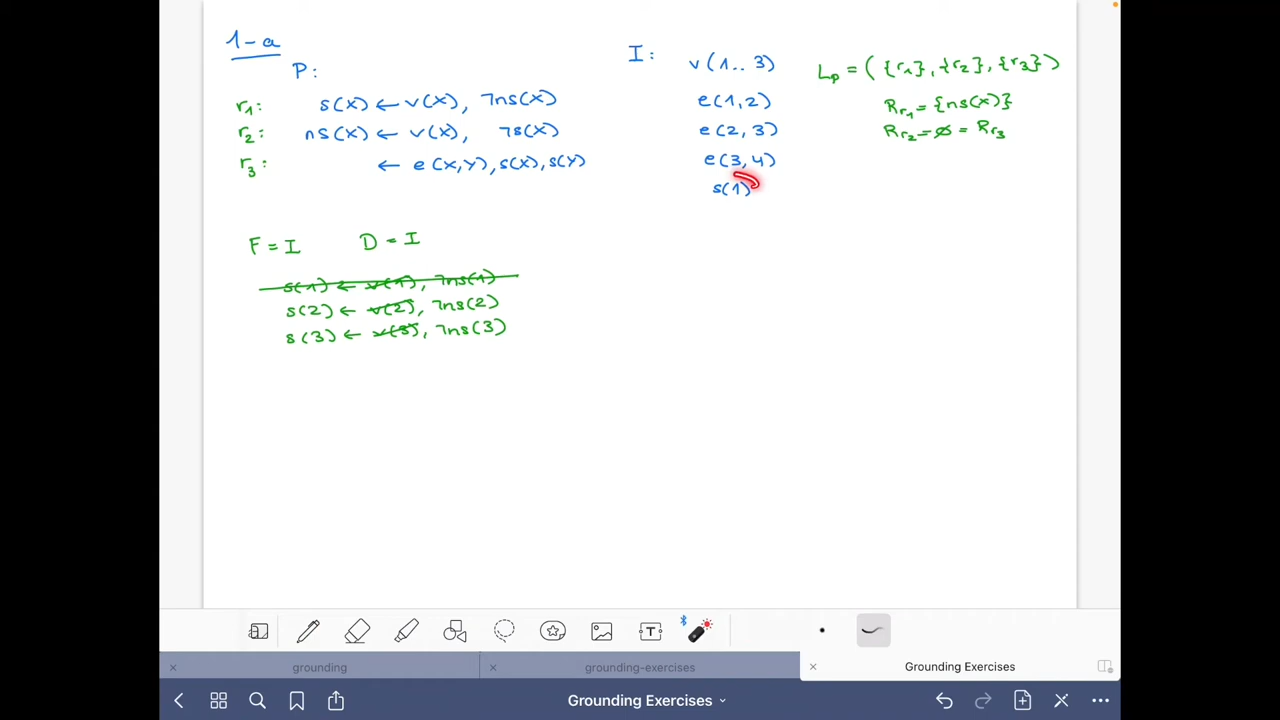 1-a
P:
r1: s(X) ← v(X), ¬ns(X)
r2: ns(X) ← v(X), ¬s(X)
r3: ← e(X,Y), s(X), s(Y)
I: v(1..3)
e(1,2)
e(2,3)
e(3,4)
s(1)
Lp = ({r1}, {r2}, {r3})
Rr1 = {ns(x)}
Rr2 = ∅ = Rr3
F = I D = I
s(1) ← v(1), ¬ns(1)
s(2) ← v(2), ¬ns(2)
s(3) ← v(3), ¬ns(3)
T
grounding
grounding-exercises
Grounding Exercises
Grounding Exercises